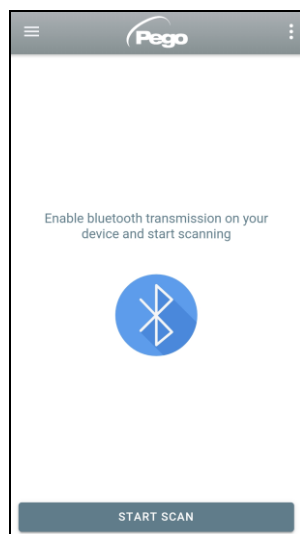 Pego
Enable bluetooth transmission on your
device and start scanning
START SCAN